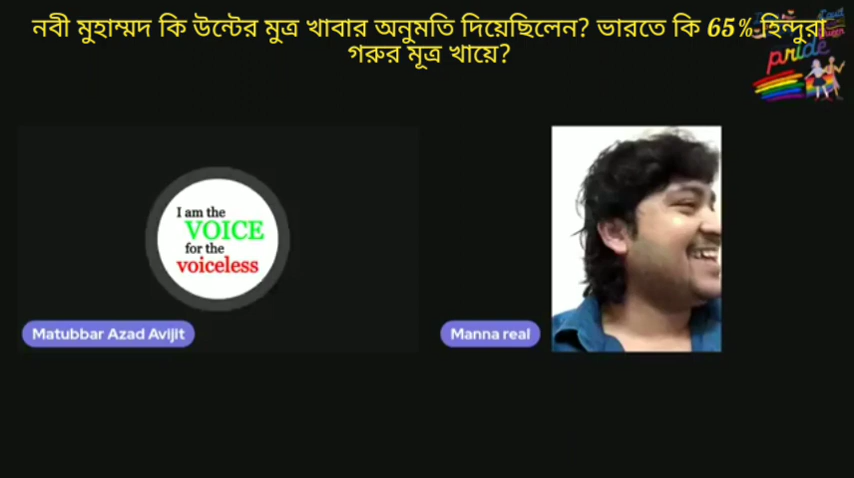 নবী মুহাম্মদ কি উন্টের মুত্র খাবার অনুমতি দিয়েছিলেন? ভারতে কি 65% হিন্দুরা
গরুর মূত্র খায়ে?
pride
I am the
VOICE
for the
voiceless
Matubbar Azad Avijit
Manna real